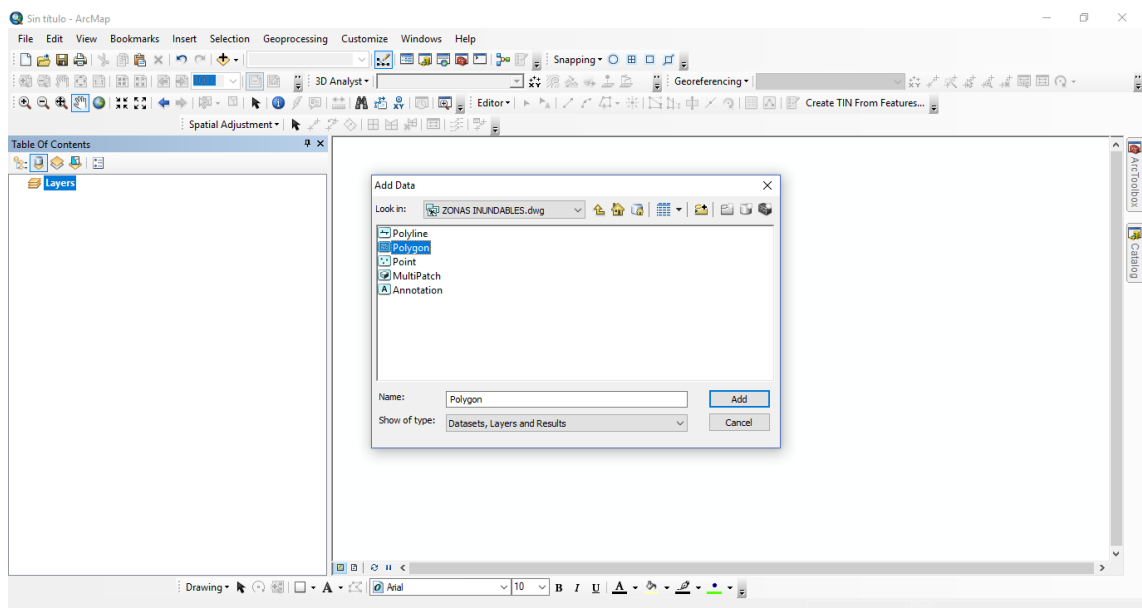 Sin título - ArcMap
File Edit View Bookmarks Insert Selection Geoprocessing Customize Windows Help
Snapping
3D Analyst Georeferencing
Editor Create TIN From Features...
Spatial Adjustment
Table Of Contents
Layers
ArcToolbox
Catalog
Add Data
Look in: ZONAS INUNDABLES.dwg
Polyline
Polygon
Point
MultiPatch
A Annotation
Name: Polygon Add
Show of type: Datasets, Layers and Results Cancel
Drawing A Arial 10 B I U A